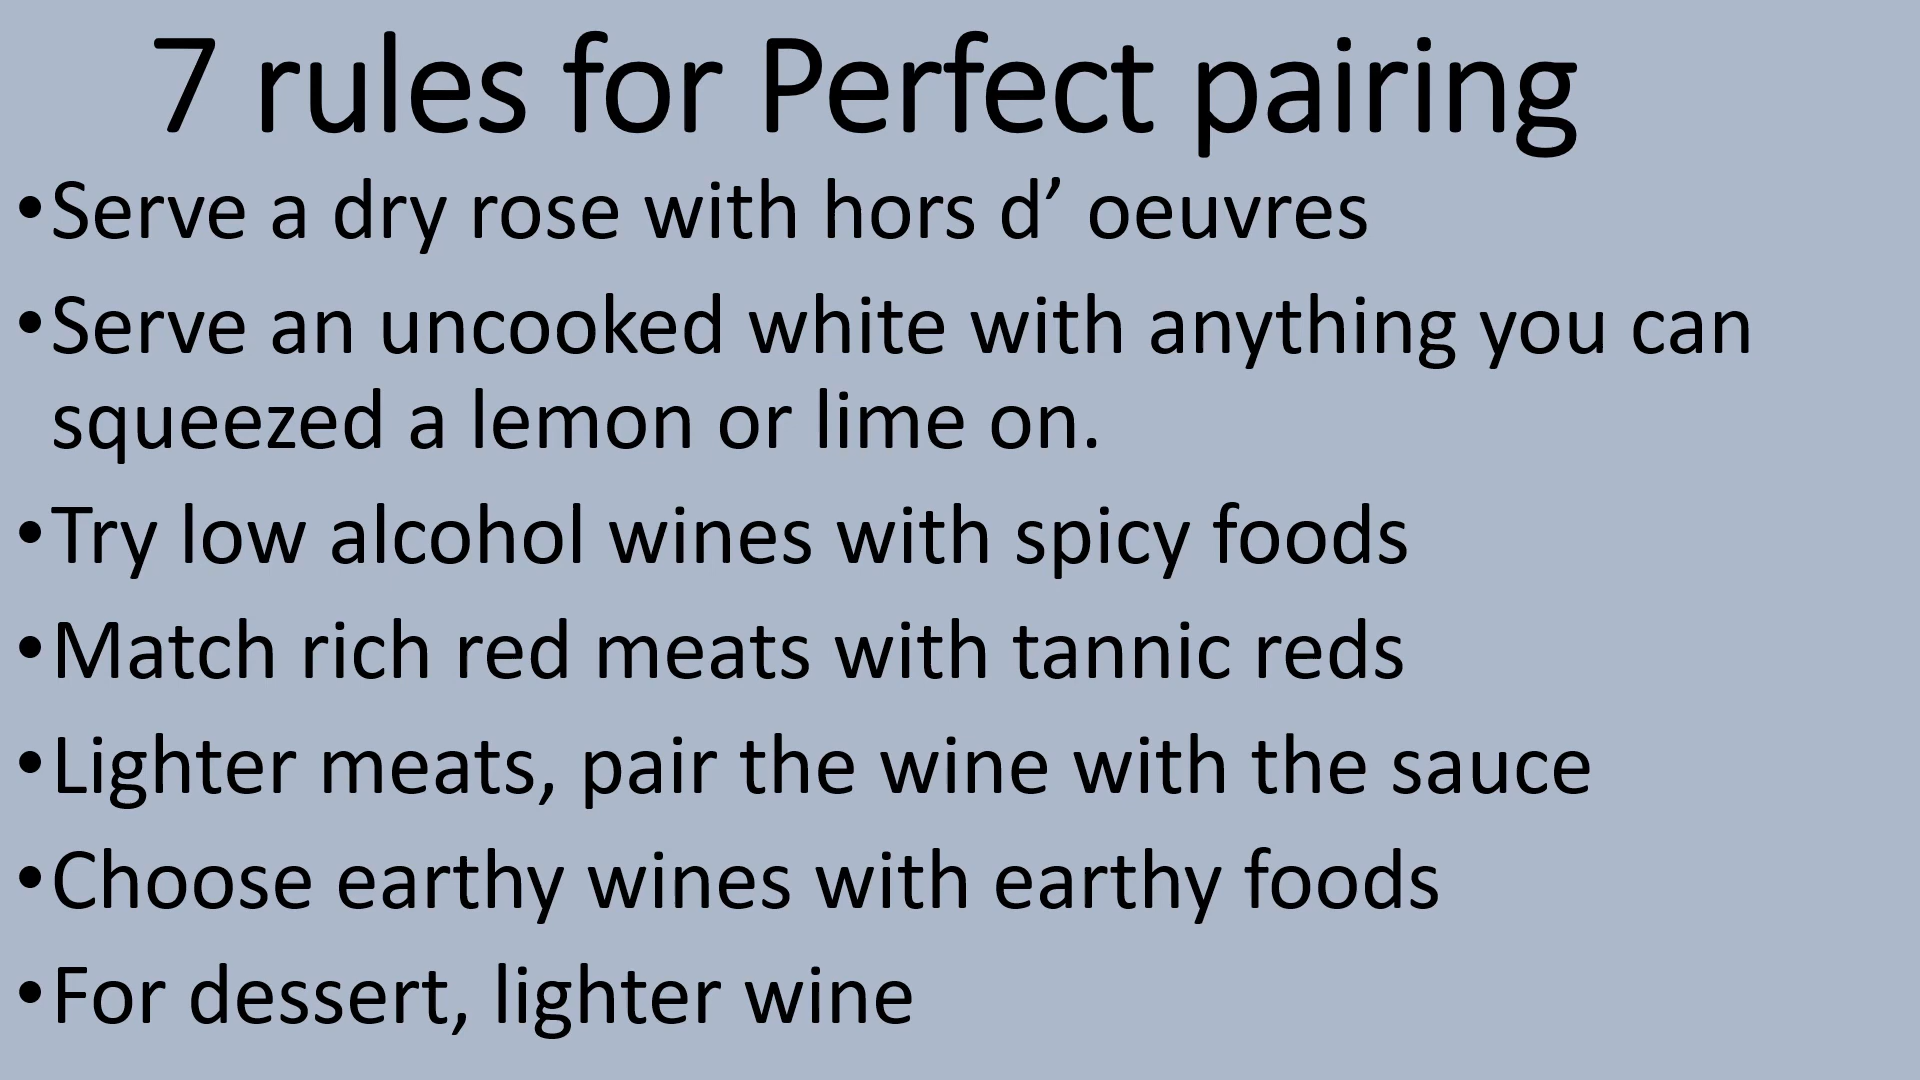 7 rules for Perfect pairing
•Serve a dry rose with hors d’ oeuvres
•Serve an uncooked white with anything you can
squeezed a lemon or lime on.
•Try low alcohol wines with spicy foods
•Match rich red meats with tannic reds
•Lighter meats, pair the wine with the sauce
•Choose earthy wines with earthy foods
•For dessert, lighter wine